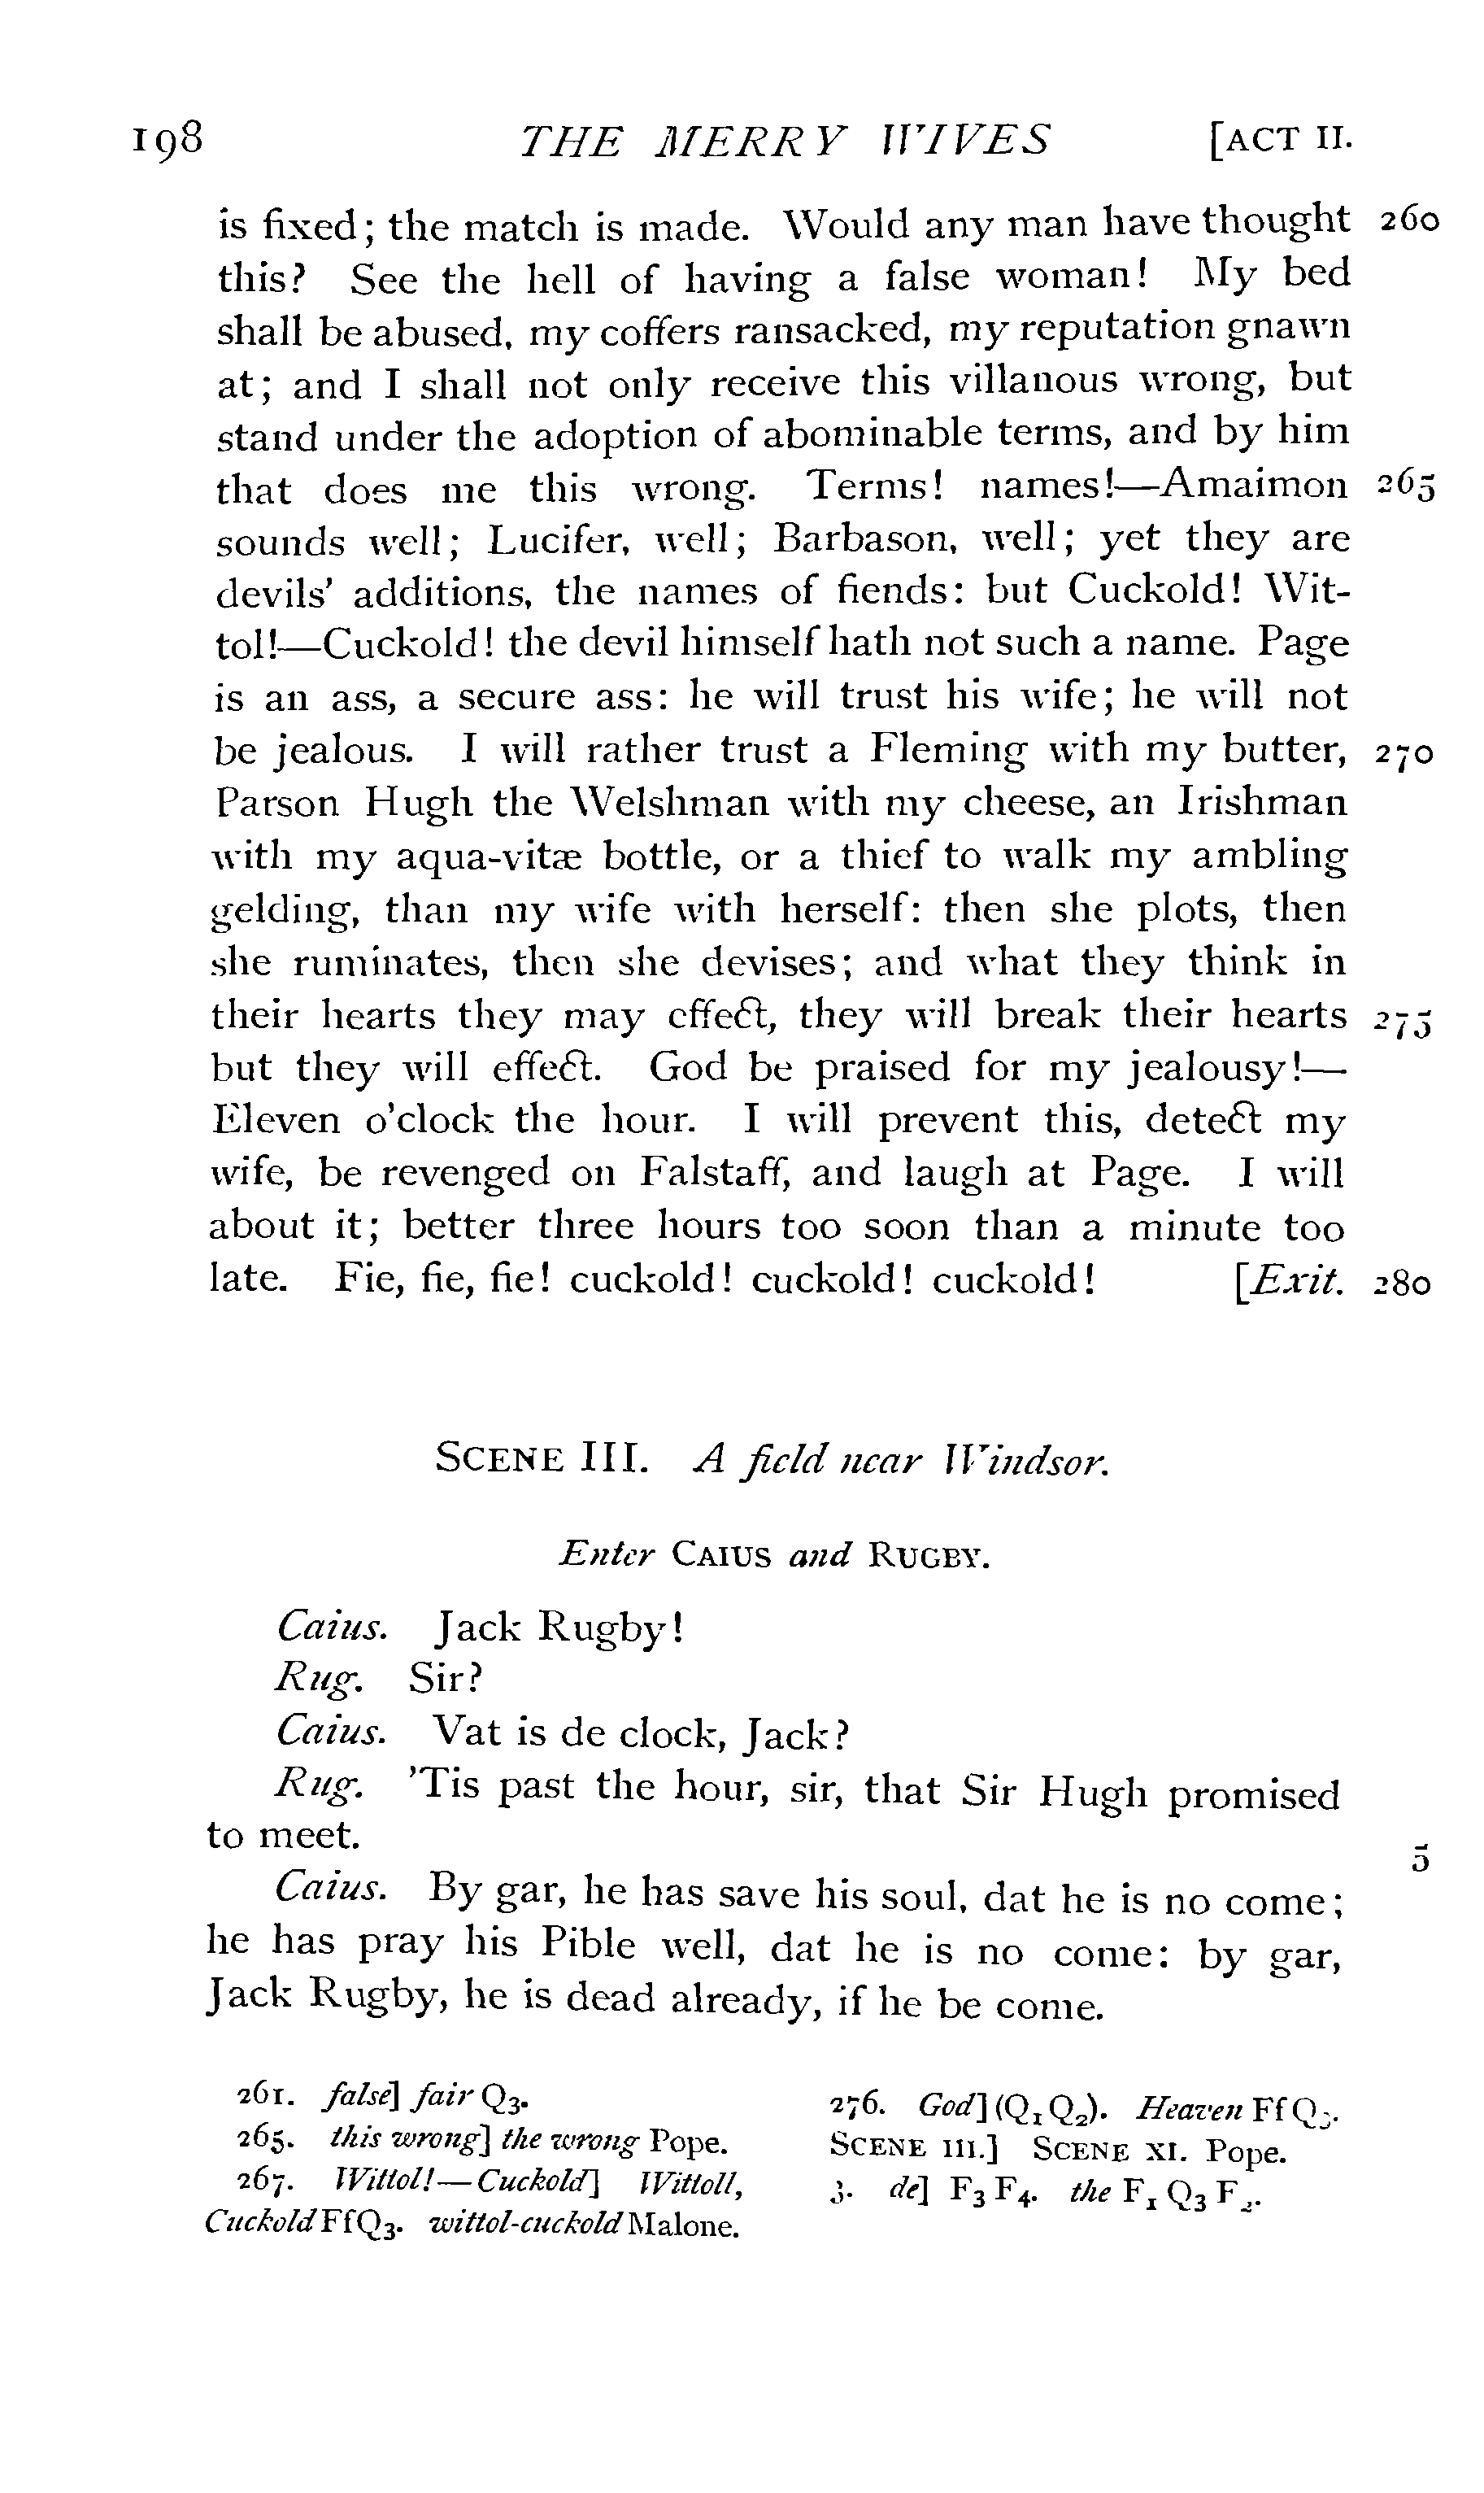 198 THE MERRY WIVES [ACT II.
is fixed; the match is made. Would any man have thought 260
this? See the hell of having a false woman! My bed
shall be abused, my coffers ransacked, my reputation gnawn
at; and I shall not only receive this villanous wrong, but
stand under the adoption of abominable terms, and by him
that does me this wrong. Terms! names!—Amaimon 265
sounds well; Lucifer, well; Barbason, well; yet they are
devils' additions, the names of fiends: but Cuckold! Wit-
tol!—Cuckold! the devil himself hath not such a name. Page
is an ass, a secure ass: he will trust his wife; he will not
be jealous. I will rather trust a Fleming with my butter, 270
Parson Hugh the Welshman with my cheese, an Irishman
with my aqua-vitæ bottle, or a thief to walk my ambling
gelding, than my wife with herself: then she plots, then
she ruminates, then she devises; and what they think in
their hearts they may effect, they will break their hearts 275
but they will effect. God be praised for my jealousy!—
Eleven o'clock the hour. I will prevent this, detect my
wife, be revenged on Falstaff, and laugh at Page. I will
about it; better three hours too soon than a minute too
late. Fie, fie, fie! cuckold! cuckold! cuckold! [Exit. 280
SCENE III. A field near Windsor.
Enter CAIUS and RUGBY.
Caius. Jack Rugby!
Rug. Sir?
Caius. Vat is de clock, Jack?
Rug. 'Tis past the hour, sir, that Sir Hugh promised
to meet. 5
Caius. By gar, he has save his soul, dat he is no come;
he has pray his Pible well, dat he is no come: by gar,
Jack Rugby, he is dead already, if he be come.
261. false] fair Q3.
265. this wrong] the wrong Pope.
267. Wittol!—Cuckold] Wittoll,
Cuckold FfQ3. wittol-cuckold Malone.
276. God] (Q1 Q2). Heaven Ff Q3.
SCENE III.] SCENE XI. Pope.
3. de] F3 F4. the F1 Q3 F2.